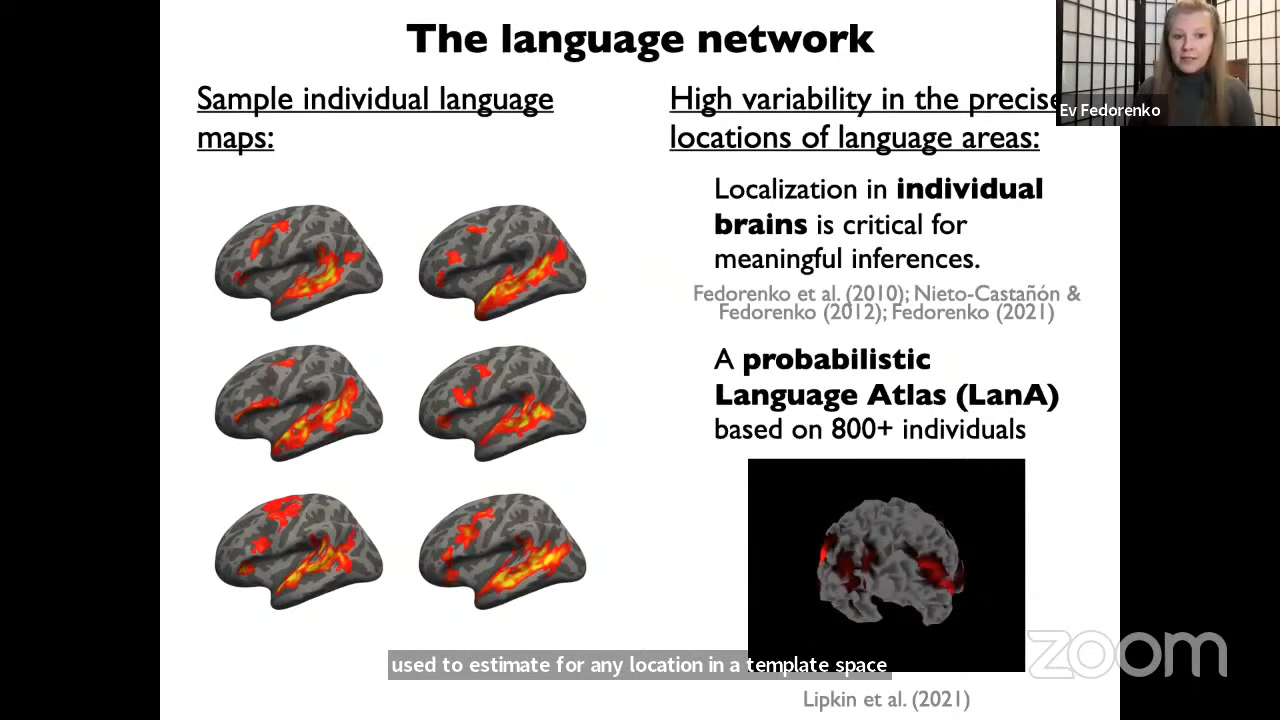 The language network
Sample individual language
maps:
High variability in the precise
locations of language areas:
Ev Fedorenko
Localization in individual
brains is critical for
meaningful inferences.
Fedorenko et al. (2010); Nieto-Castañón &
Fedorenko (2012); Fedorenko (2021)
A probabilistic
Language Atlas (LanA)
based on 800+ individuals
used to estimate for any location in a template space
zoom
Lipkin et al. (2021)